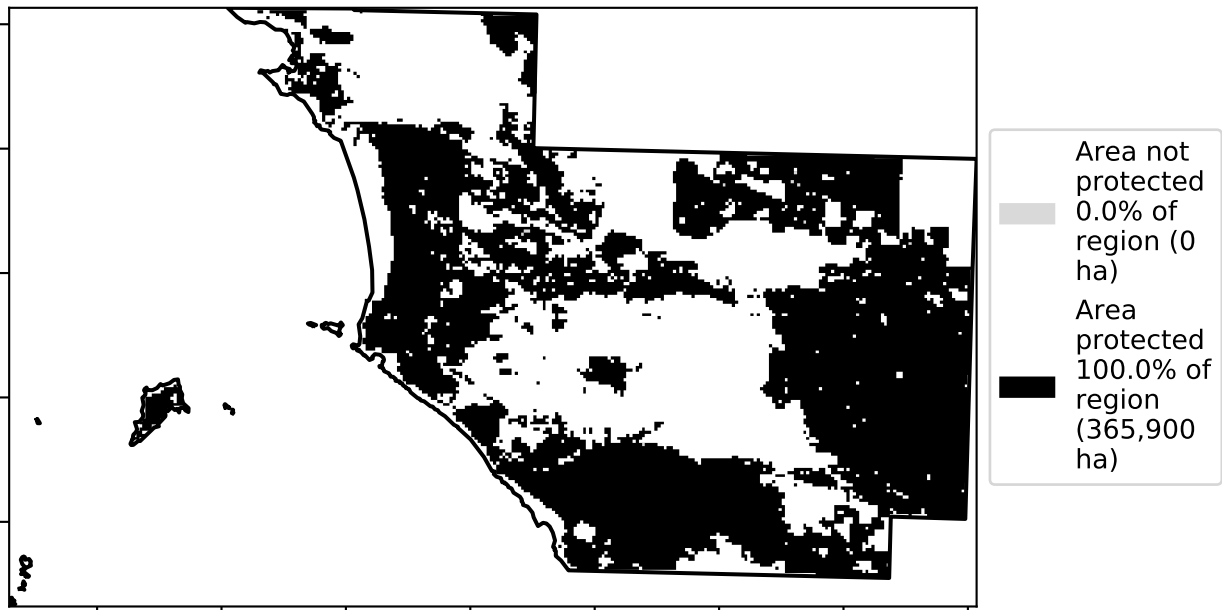 Area not
protected
0.0% of
region (0
ha)
Area
protected
100.0% of
region
(365,900
ha)